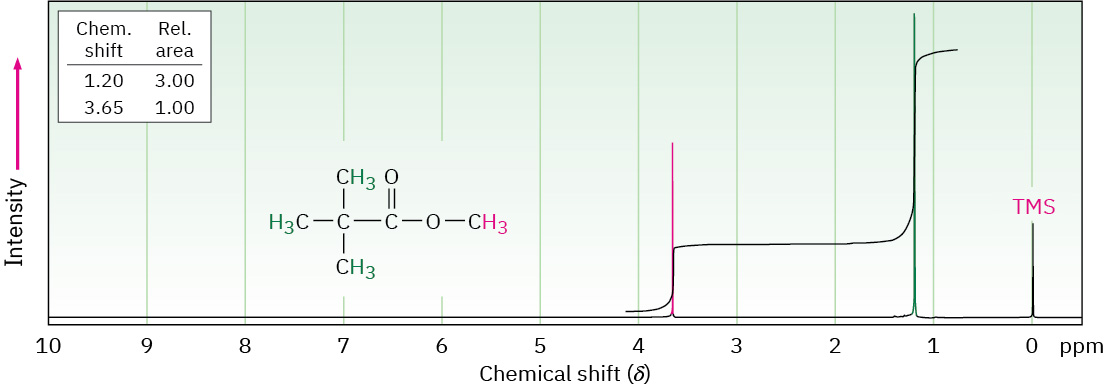 Chem. Rel.
shift area
1.20 3.00
3.65 1.00
Intensity
CH3 O
H3C C C O CH3
CH3
TMS
10 9 8 7 6 5 4 3 2 1 0 ppm
Chemical shift (δ)